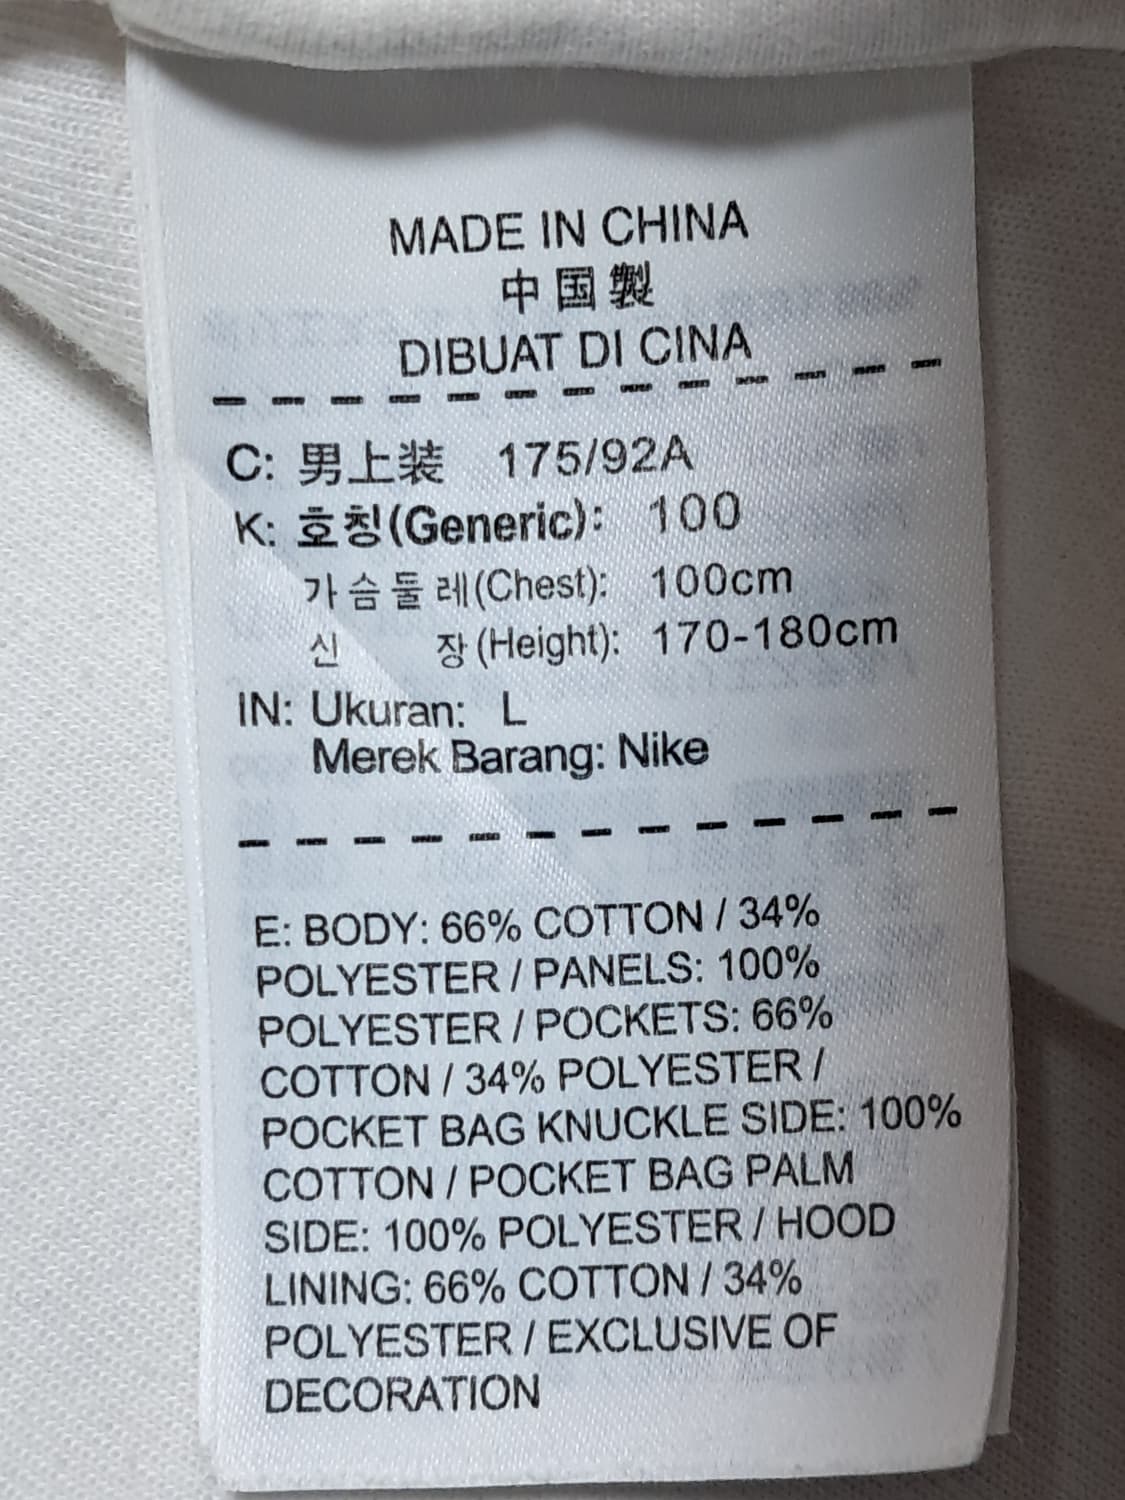 MADE IN CHINA
中国製
DIBUAT DI CINA
C: 男上装 175/92A
K: 호칭(Generic): 100
가슴둘레(Chest): 100cm
신 장(Height): 170-180cm
IN: Ukuran: L
Merek Barang: Nike
E: BODY: 66% COTTON / 34%
POLYESTER / PANELS: 100%
POLYESTER / POCKETS: 66%
COTTON / 34% POLYESTER /
POCKET BAG KNUCKLE SIDE: 100%
COTTON / POCKET BAG PALM
SIDE: 100% POLYESTER / HOOD
LINING: 66% COTTON / 34%
POLYESTER / EXCLUSIVE OF
DECORATION